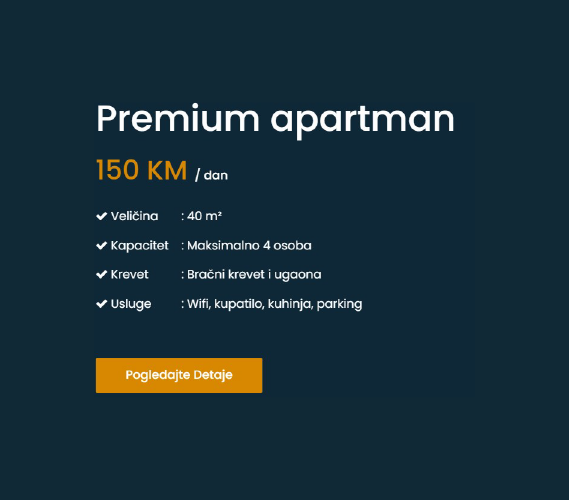 Premium apartman
150 KM / dan
Veličina : 40 m²
Kapacitet : Maksimalno 4 osoba
Krevet : Bračni krevet i ugaona
Usluge : Wifi, kupatilo, kuhinja, parking
Pogledajte Detaje